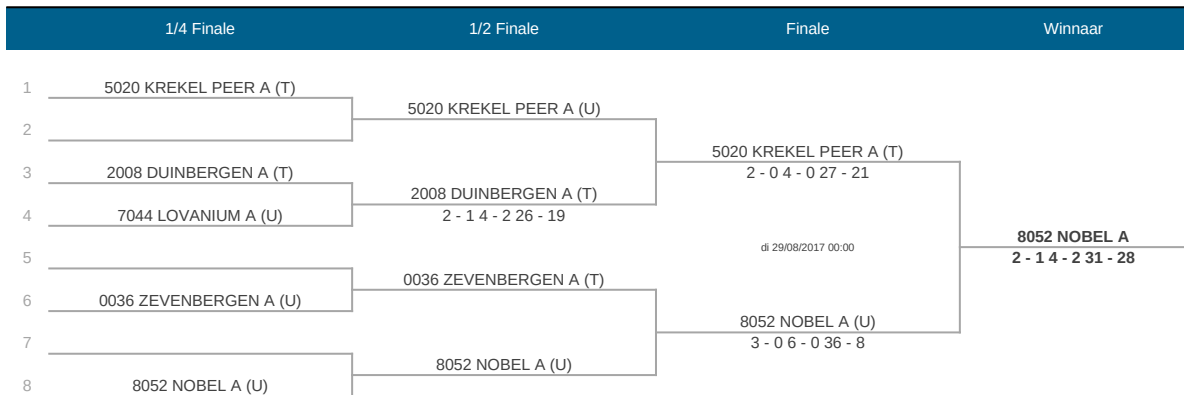 1/4 Finale 1/2 Finale Finale Winnaar
1 5020 KREKEL PEER A (T)
5020 KREKEL PEER A (U)
2
5020 KREKEL PEER A (T)
3 2008 DUINBERGEN A (T) 2 - 0 4 - 0 27 - 21
2008 DUINBERGEN A (T)
4 7044 LOVANIUM A (U) 2 - 1 4 - 2 26 - 19
8052 NOBEL A
di 29/08/2017 00:00
5 2 - 1 4 - 2 31 - 28
0036 ZEVENBERGEN A (T)
6 0036 ZEVENBERGEN A (U)
8052 NOBEL A (U)
7 3 - 0 6 - 0 36 - 8
8052 NOBEL A (U)
8 8052 NOBEL A (U)